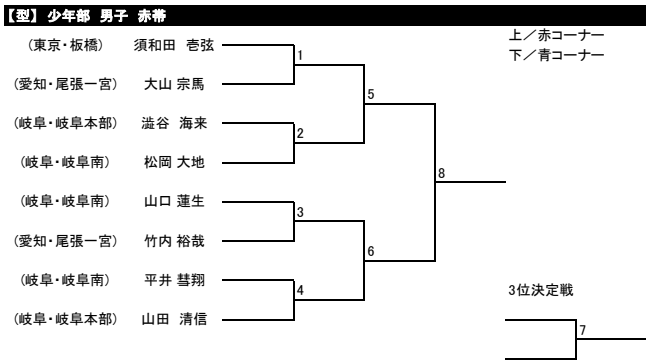 【型】 少年部 男子 赤帯
上／赤コーナー
下／青コーナー
(東京・板橋) 須和田 壱弦
1
(愛知・尾張一宮) 大山 宗馬
5
(岐阜・岐阜本部) 澁谷 海来
2
(岐阜・岐阜南) 松岡 大地
8
(岐阜・岐阜南) 山口 蓮生
3
(愛知・尾張一宮) 竹内 裕哉
6
(岐阜・岐阜南) 平井 彗翔
4
(岐阜・岐阜本部) 山田 清信
3位決定戦
7